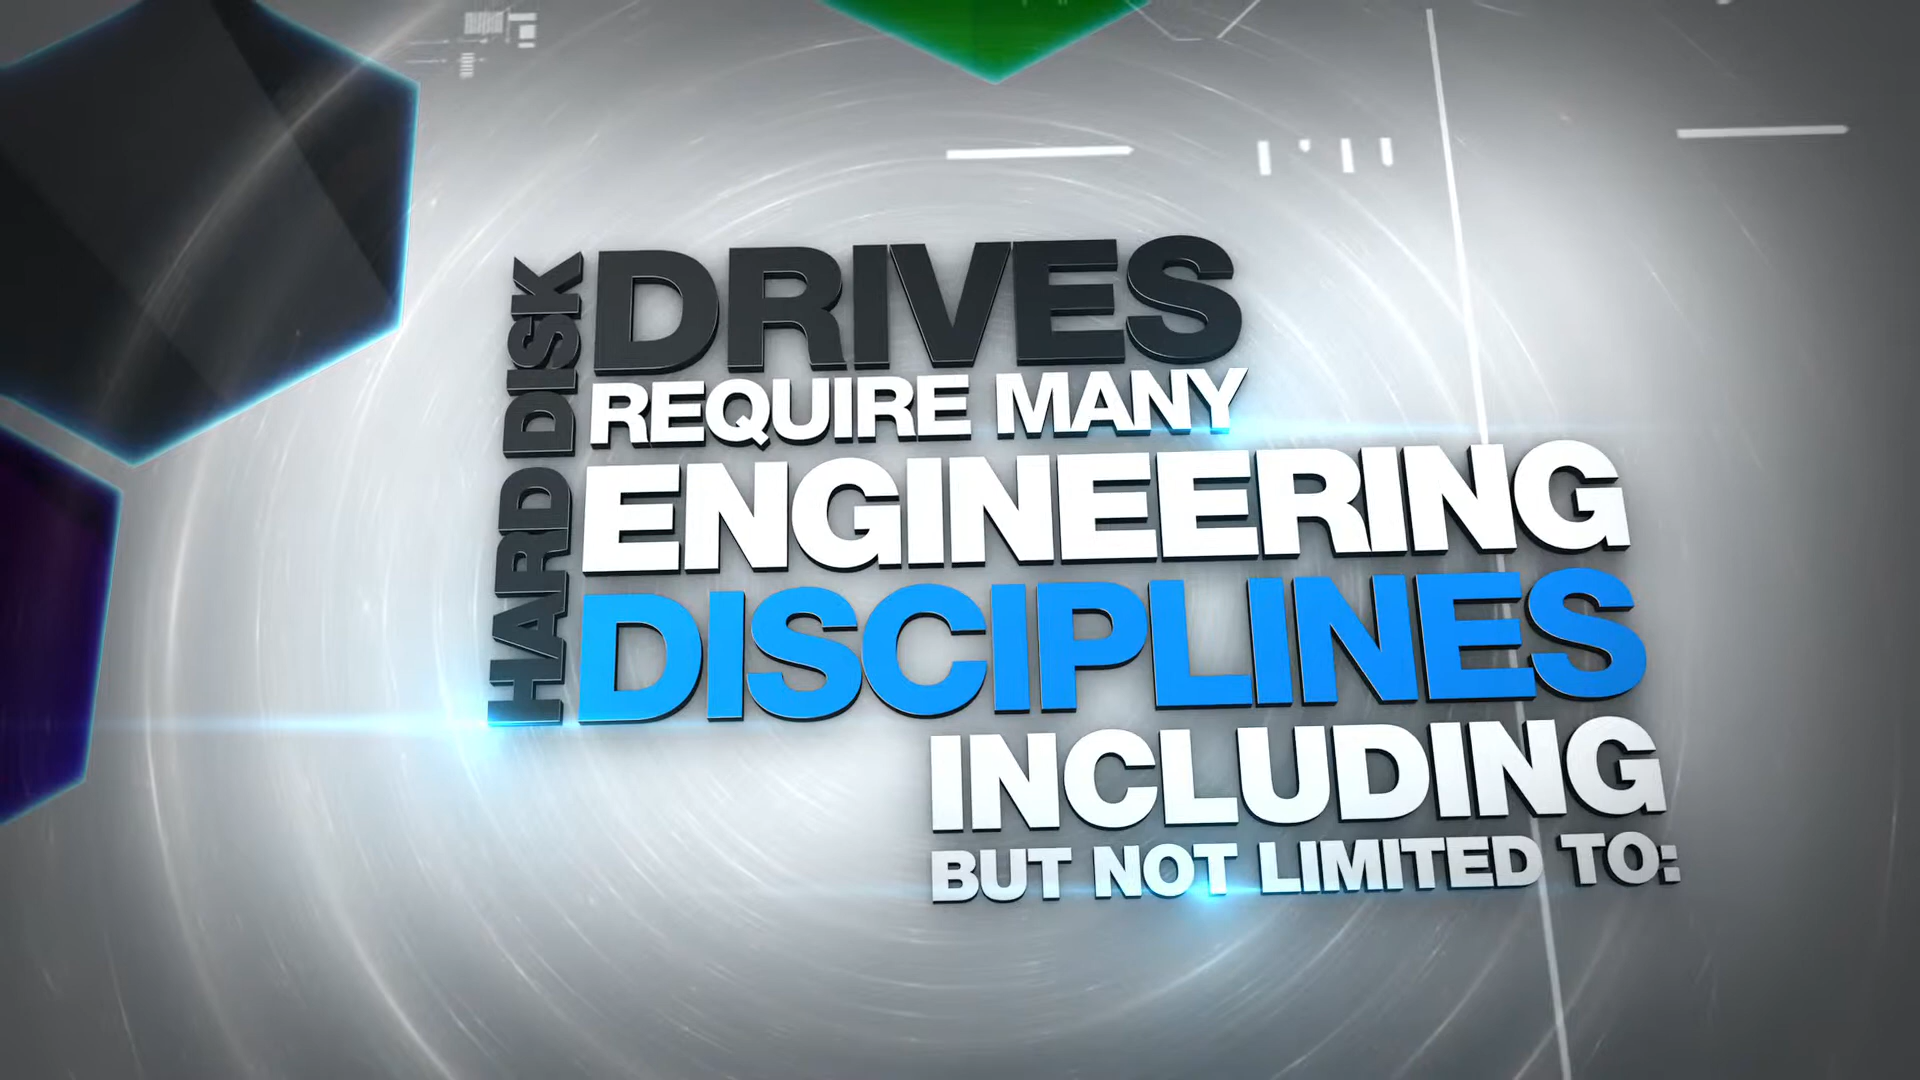 HARD DISK
DRIVES
REQUIRE MANY
ENGINEERING
DISCIPLINES
INCLUDING
BUT NOT LIMITED TO: